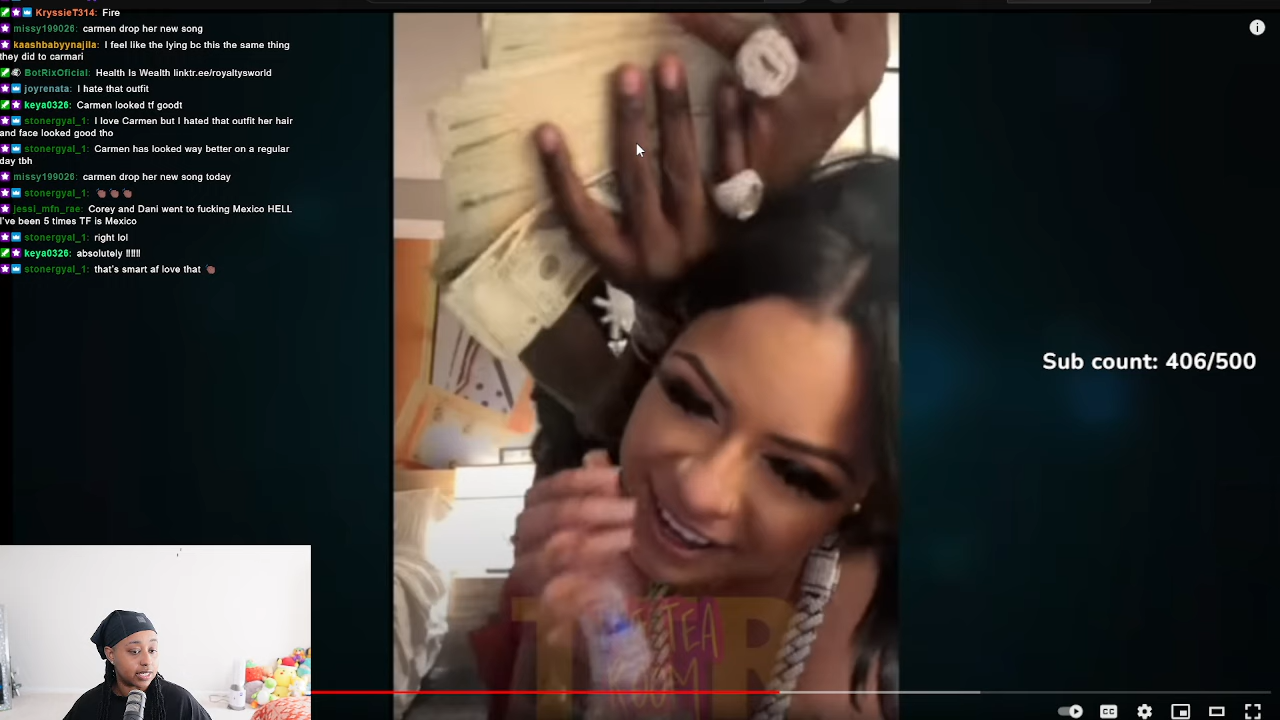 KryssieT314: Fire
missy199026: carmen drop her new song
kaashbabyynajila: I feel like the lying bc this the same thing
they did to carmari
BotRixOficial: Health Is Wealth linktr.ee/royaltysworld
joyrenata: I hate that outfit
keya0326: Carmen looked tf goodt
stonergyal_1: I love Carmen but I hated that outfit her hair
and face looked good tho
stonergyal_1: Carmen has looked way better on a regular
day tbh
missy199026: carmen drop her new song today
stonergyal_1:
jessi_mfn_rae: Corey and Dani went to fucking Mexico HELL
I've been 5 times TF is Mexico
stonergyal_1: right lol
keya0326: absolutely !!!!!!
stonergyal_1: that's smart af love that
Sub count: 406/500
TEA
ROOM
CC